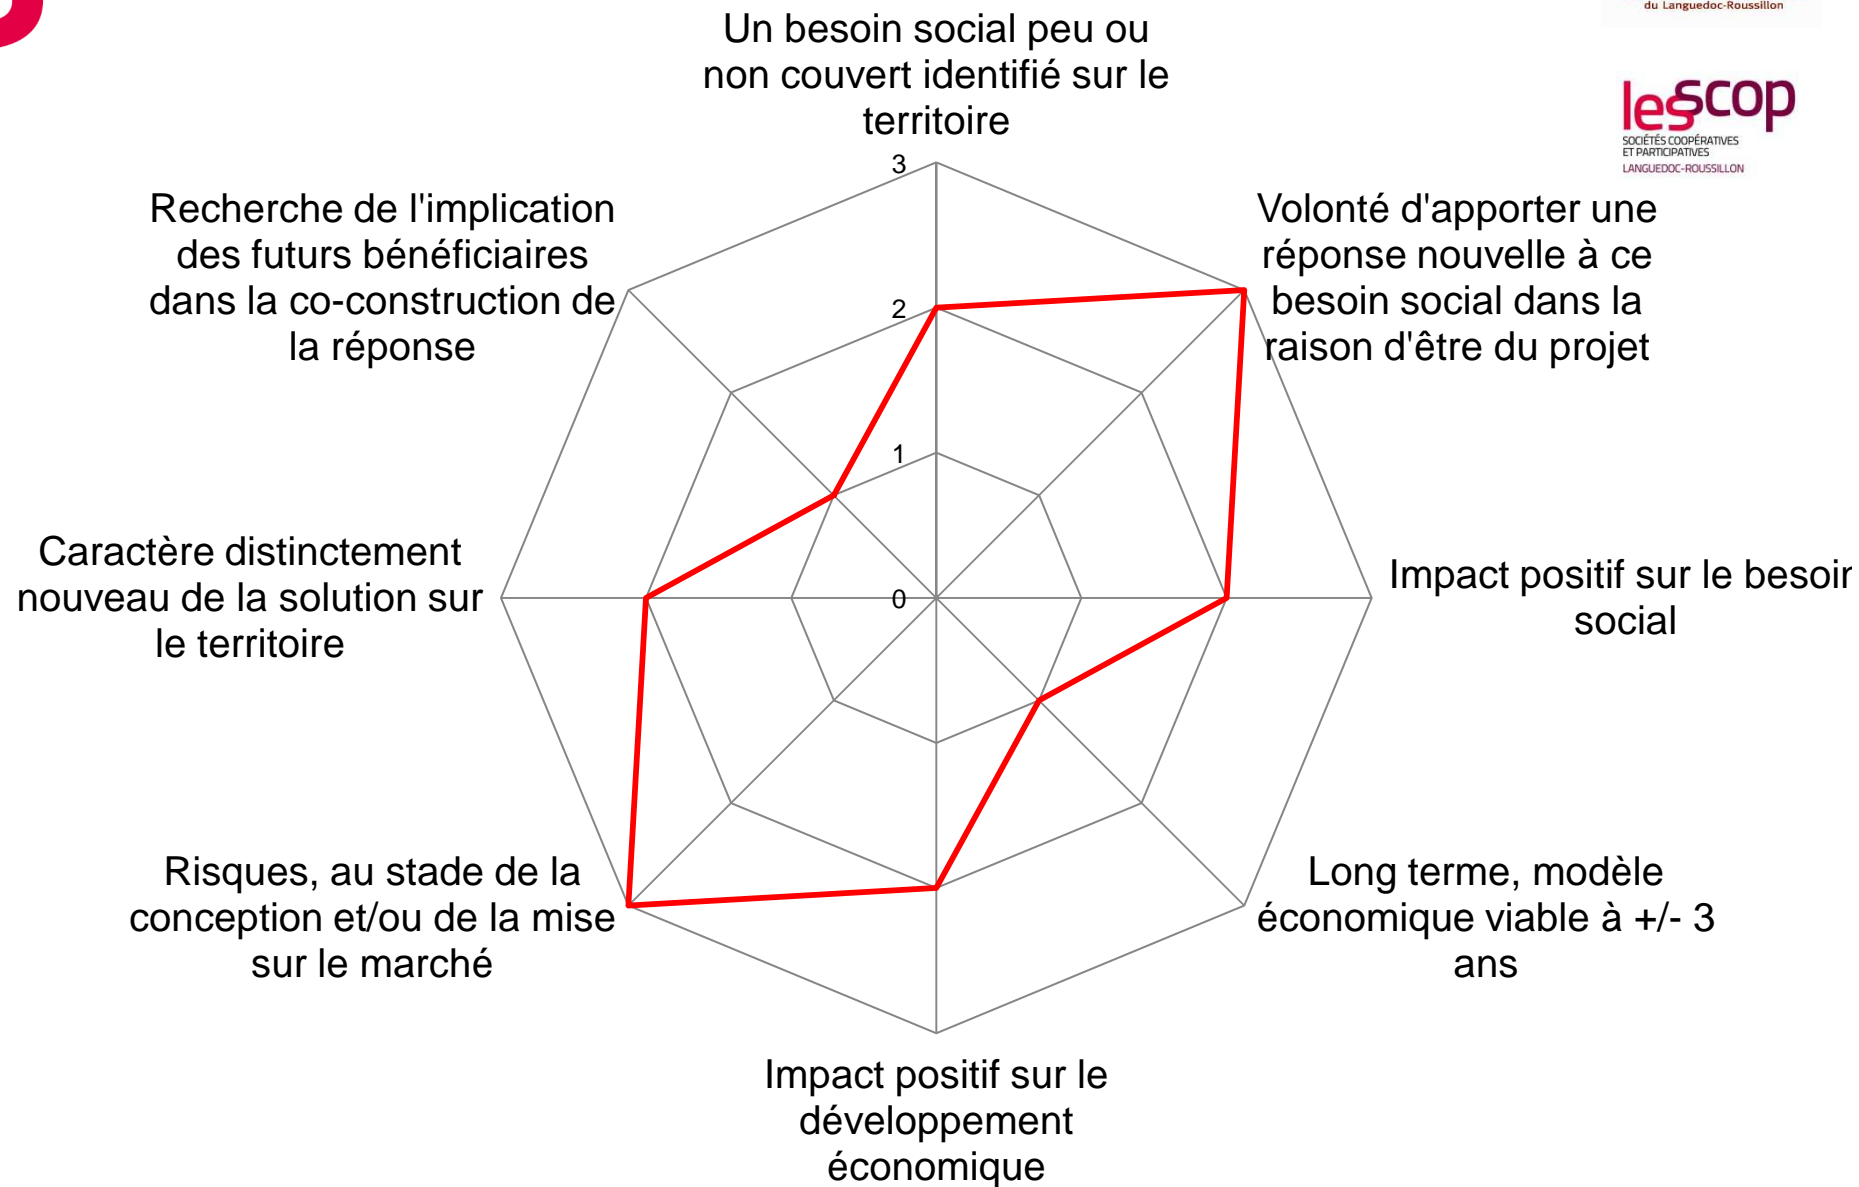 du Languedoc-Roussillon
lesscop
SOCIÉTÉS COOPÉRATIVES
ET PARTICIPATIVES
LANGUEDOC-ROUSSILLON
Un besoin social peu ou
non couvert identifié sur le
territoire
Volonté d'apporter une
réponse nouvelle à ce
besoin social dans la
raison d'être du projet
Impact positif sur le besoin
social
Long terme, modèle
économique viable à +/- 3
ans
Impact positif sur le
développement
économique
Risques, au stade de la
conception et/ou de la mise
sur le marché
Caractère distinctement
nouveau de la solution sur
le territoire
Recherche de l'implication
des futurs bénéficiaires
dans la co-construction de
la réponse
3
2
1
0